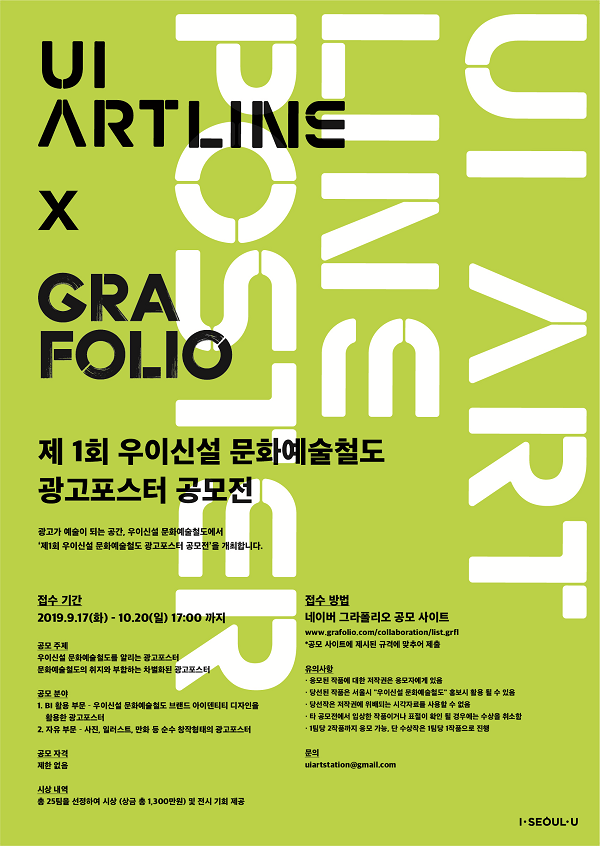 UI
ARTLINE
X
GRA
FOLIO
UI ART
LINE
POSTER
제 1회 우이신설 문화예술철도
광고포스터 공모전
광고가 예술이 되는 공간, 우이신설 문화예술철도에서
'제1회 우이신설 문화예술철도 광고포스터 공모전'을 개최합니다.
접수 기간
2019.9.17(화) - 10.20(일) 17:00 까지
공모 주제
우이신설 문화예술철도를 알리는 광고포스터
문화예술철도의 취지와 부합하는 차별화된 광고포스터
공모 분야
1. BI 활용 부문 - 우이신설 문화예술철도 브랜드 아이덴티티 디자인을
활용한 광고포스터
2. 자유 부문 - 사진, 일러스트, 만화 등 순수 창작형태의 광고포스터
공모 자격
제한 없음
시상 내역
총 25팀을 선정하여 시상 (상금 총 1,300만원) 및 전시 기회 제공
접수 방법
네이버 그라폴리오 공모 사이트
www.grafolio.com/collaboration/list.grfl
*공모 사이트에 제시된 규격에 맞추어 제출
유의사항
· 응모된 작품에 대한 저작권은 응모자에게 있음
· 당선된 작품은 서울시 "우이신설 문화예술철도" 홍보시 활용 될 수 있음
· 당선작은 저작권에 위배되는 시각자료를 사용할 수 없음
· 타 공모전에서 입상한 작품이거나 표절이 확인 될 경우에는 수상을 취소함
· 1팀당 2작품까지 응모 가능, 단 수상작은 1팀당 1작품으로 진행
문의
uiartstation@gmail.com
I·SEOUL·U